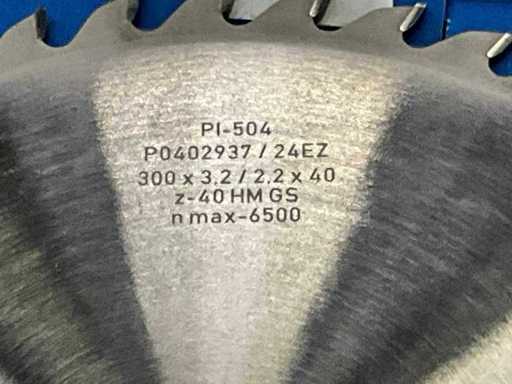 PI-504
P0402937 / 24EZ
300 x 3,2 / 2,2 x 40
z-40 HM GS
n max-6500